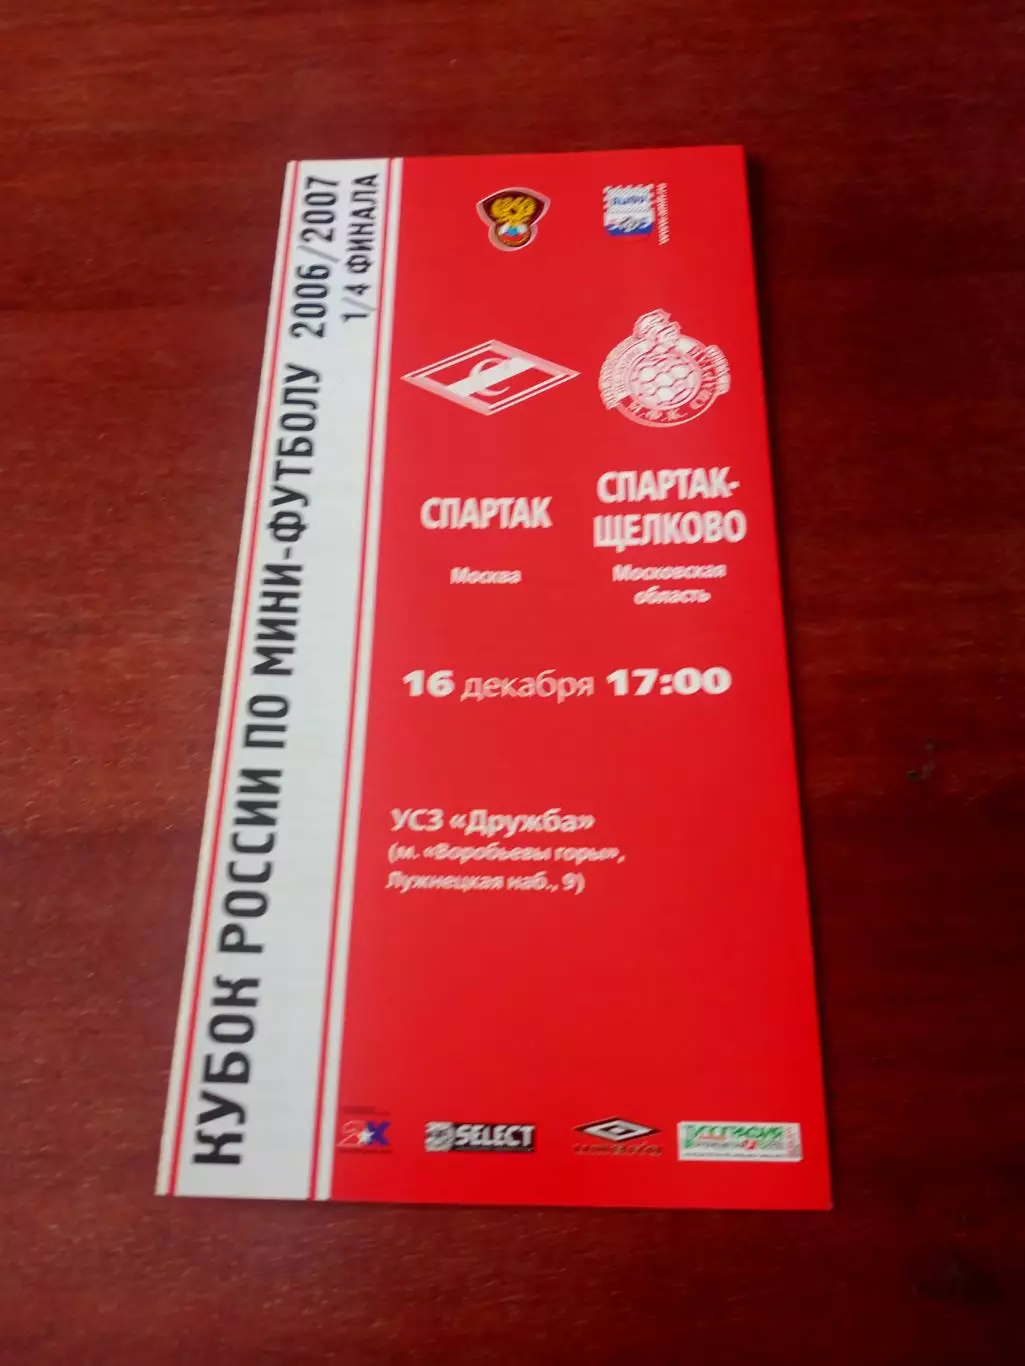 КУБОК РОССИИ ПО МИНИ-ФУТБОЛУ 2006/2007
1/4 ФИНАЛА
С
СПАРТАК
Москва
СПАРТАК-
ЩЕЛКОВО
Московская
область
16 декабря 17:00
УСЗ «Дружба»
(м. «Воробьевы горы»,
Лужнецкая наб., 9)
SELECT